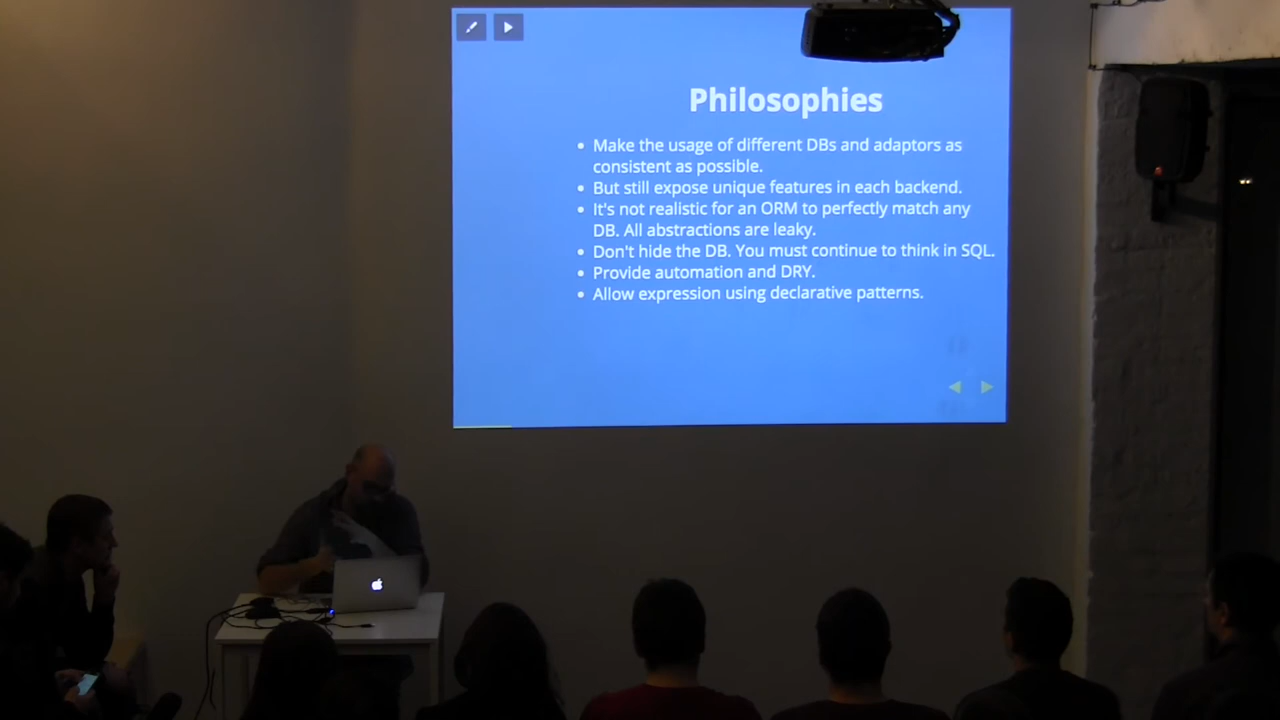 Philosophies
Make the usage of different DBs and adaptors as
consistent as possible.
But still expose unique features in each backend.
It's not realistic for an ORM to perfectly match any
DB. All abstractions are leaky.
Don't hide the DB. You must continue to think in SQL.
Provide automation and DRY.
Allow expression using declarative patterns.